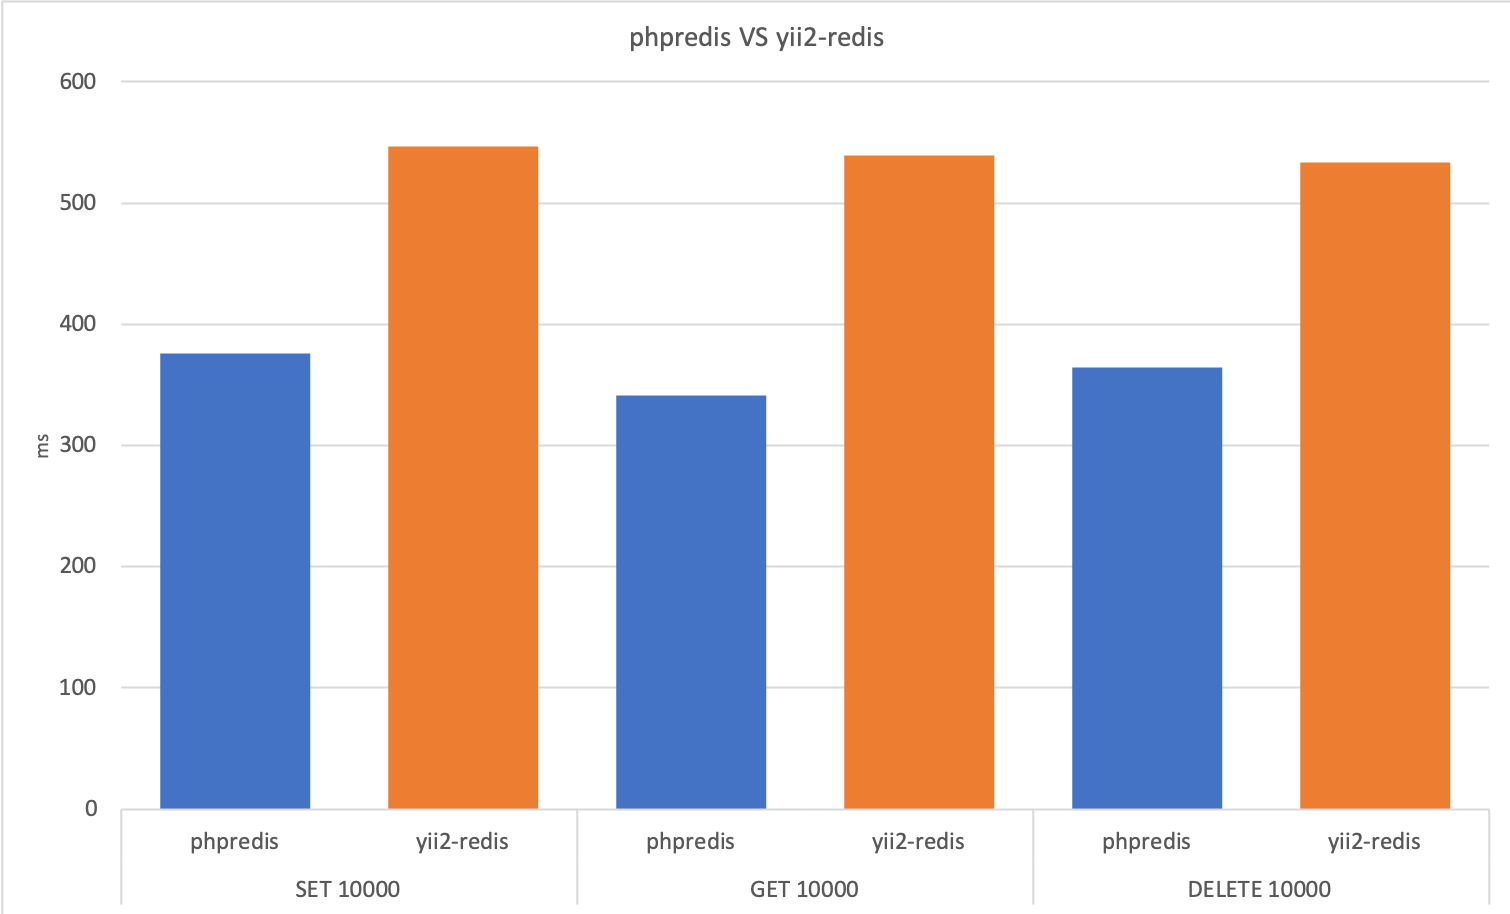 phpredis VS yii2-redis
600
500
400
300
200
100
0
ms
phpredis yii2-redis phpredis yii2-redis phpredis yii2-redis
SET 10000 GET 10000 DELETE 10000